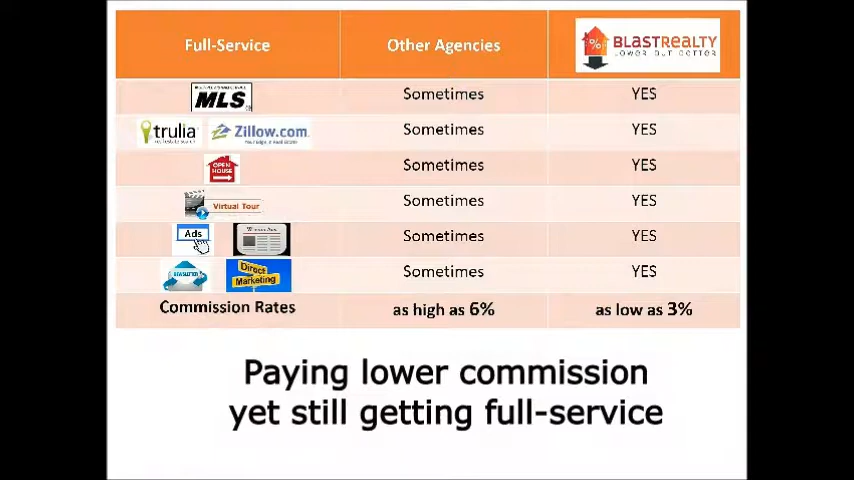 Full-Service Other Agencies BLASTREALTY
LOWER BUT BETTER
MLS Sometimes YES
trulia Zillow.com Sometimes YES
OPEN HOUSE Sometimes YES
Virtual Tour Sometimes YES
Ads Sometimes YES
Direct Marketing Sometimes YES
Commission Rates as high as 6% as low as 3%
Paying lower commission
yet still getting full-service